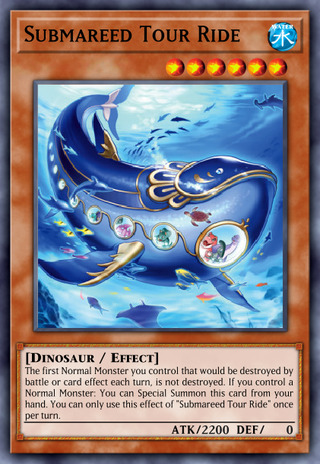 Submareed Tour Ride
WATER
水
[Dinosaur / Effect]
The first Normal Monster you control that would be destroyed by
battle or card effect each turn, is not destroyed. If you control a
Normal Monster: You can Special Summon this card from your
hand. You can only use this effect of "Submareed Tour Ride" once
per turn.
ATK/2200 DEF/ 0